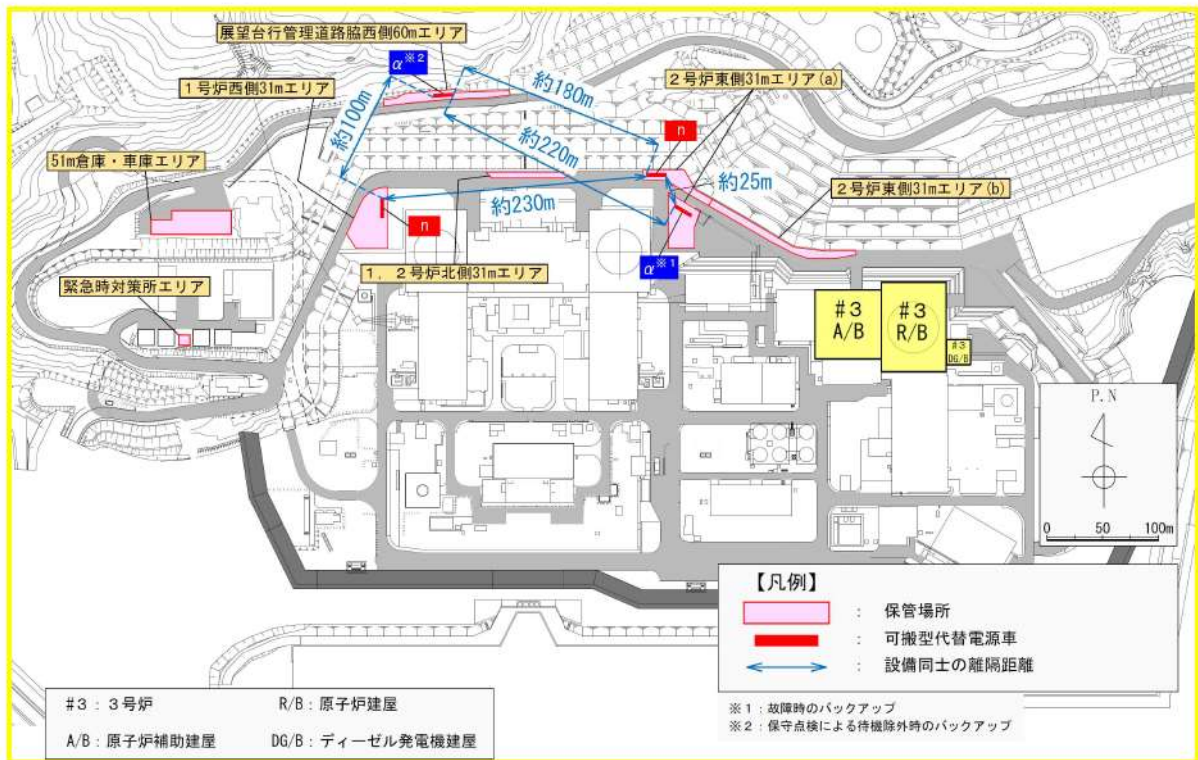 展望台行管理道路脇西側60mエリア
α※2
1号炉西側31mエリア
約180m
2号炉東側31mエリア(a)
約100m
n
約220m
51m倉庫・車庫エリア
約25m
2号炉東側31mエリア(b)
約230m
n
1，2号炉北側31mエリア
α※1
緊急時対策所エリア
#3
A/B
#3
R/B
#3
DG/B
P.N
0 50 100m
【凡例】
： 保管場所
： 可搬型代替電源車
： 設備同士の離隔距離
#3：3号炉
R/B：原子炉建屋
A/B：原子炉補助建屋
DG/B：ディーゼル発電機建屋
※1：故障時のバックアップ
※2：保守点検による待機除外時のバックアップ